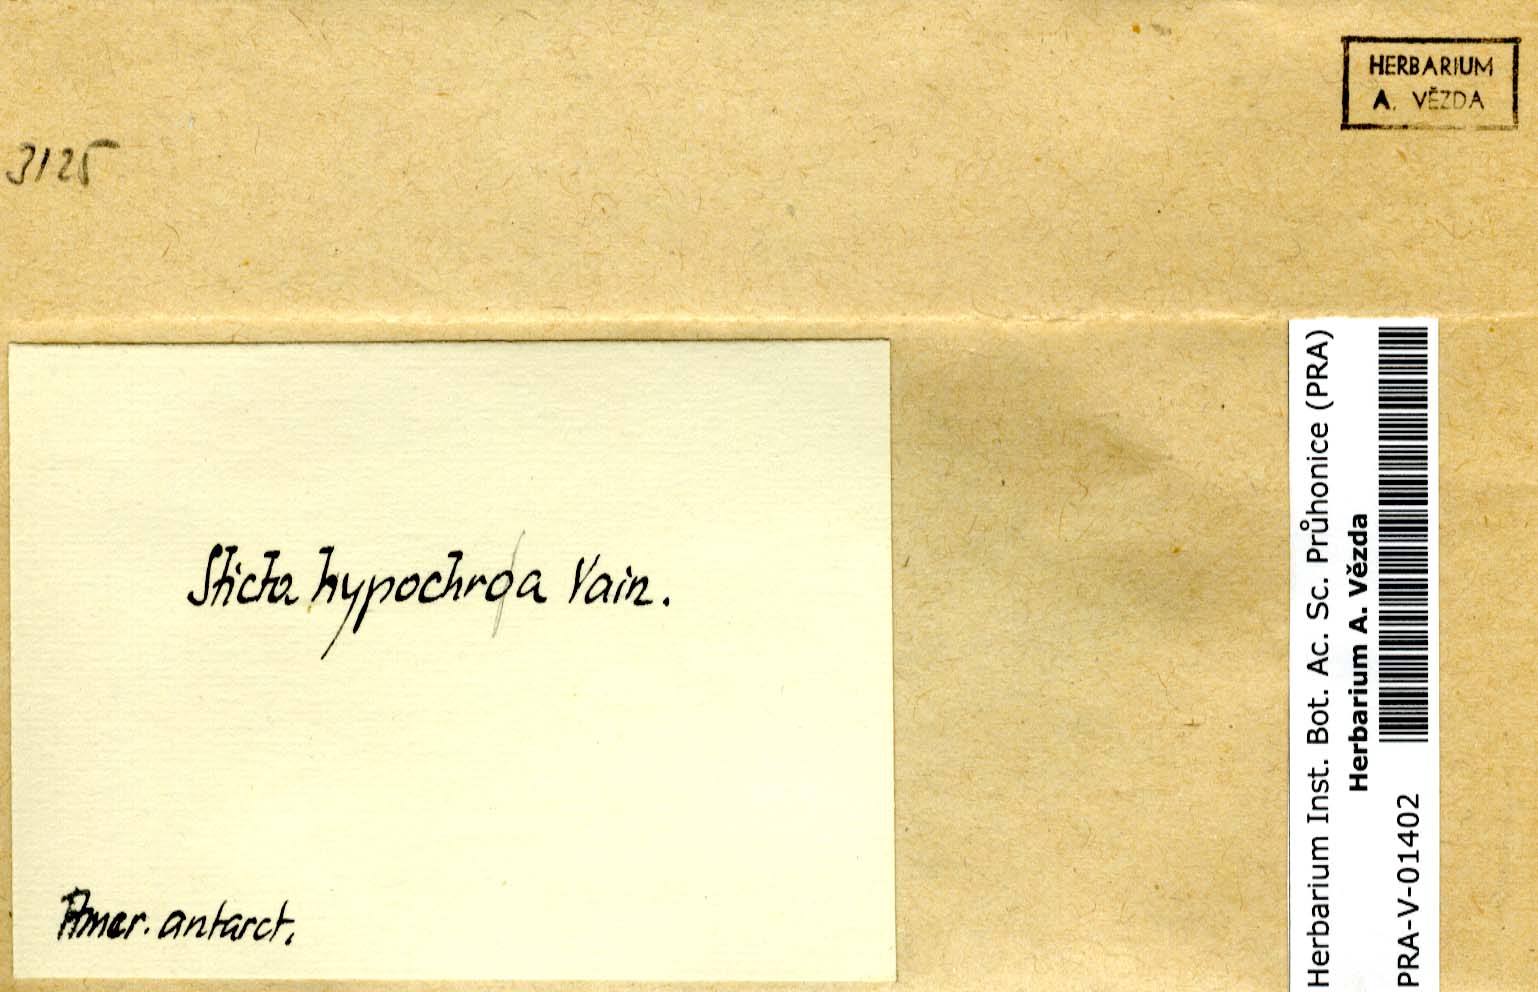 HERBARIUM
A. VĚZDA
3125
Sticta hypochroa Vain.
Amer. antarct.
Herbarium Inst. Bot. Ac. Sc. Průhonice (PRA)
Herbarium A. Vězda
PRA-V-01402